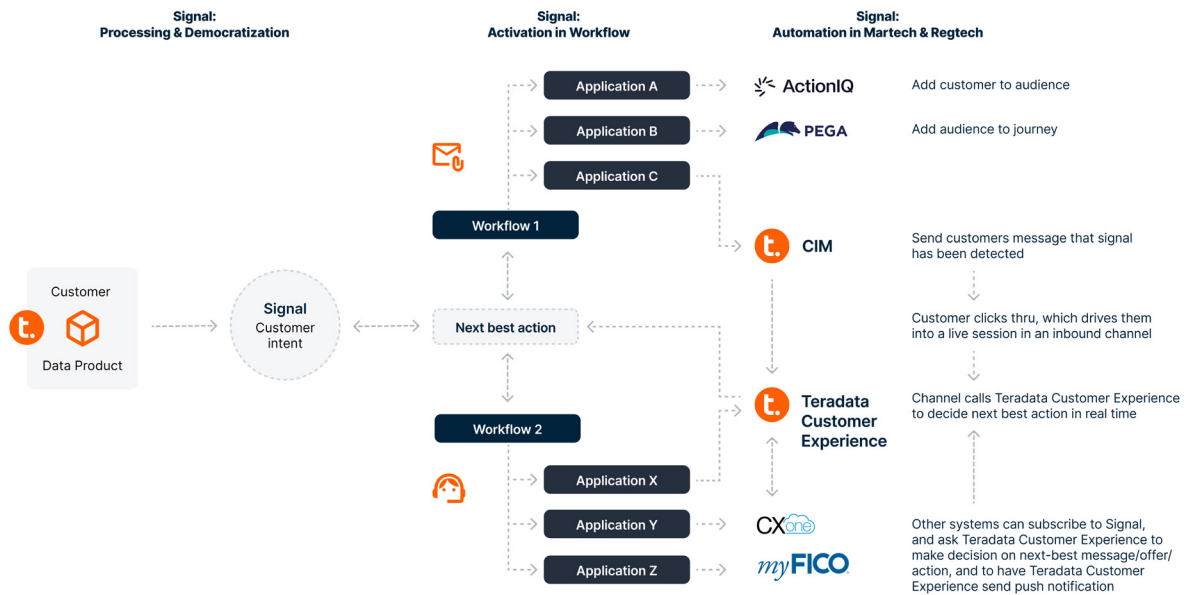 Signal:
Processing & Democratization
Signal:
Activation in Workflow
Signal:
Automation in Martech & Regtech
Application A
ActionIQ
Add customer to audience
Application B
PEGA
Add audience to journey
Application C
Workflow 1
t.
CIM
Send customers message that signal
has been detected
Customer
t.
Data Product
Signal
Customer
intent
Next best action
Customer clicks thru, which drives them
into a live session in an inbound channel
t.
Teradata
Customer
Experience
Channel calls Teradata Customer Experience
to decide next best action in real time
Workflow 2
Application X
Application Y
CXone
Application Z
myFICO
Other systems can subscribe to Signal,
and ask Teradata Customer Experience to
make decision on next-best message/offer/
action, and to have Teradata Customer
Experience send push notification